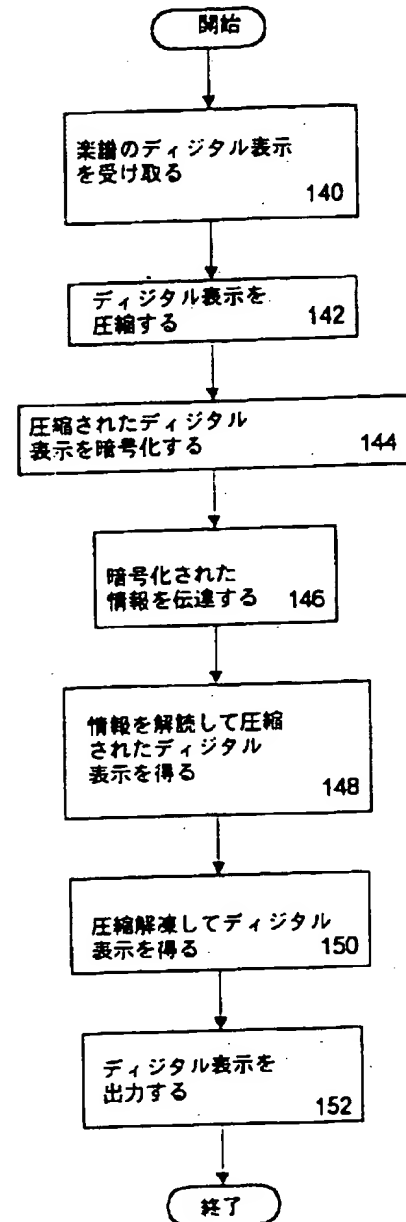 開始
楽譜のディジタル表示
を受け取る
140
ディジタル表示を
圧縮する 142
圧縮されたディジタル
表示を暗号化する 144
暗号化された
情報を伝達する 146
情報を解読して圧縮
されたディジタル
表示を得る
148
圧縮解凍してディジタル
表示を得る 150
ディジタル表示を
出力する
152
終了